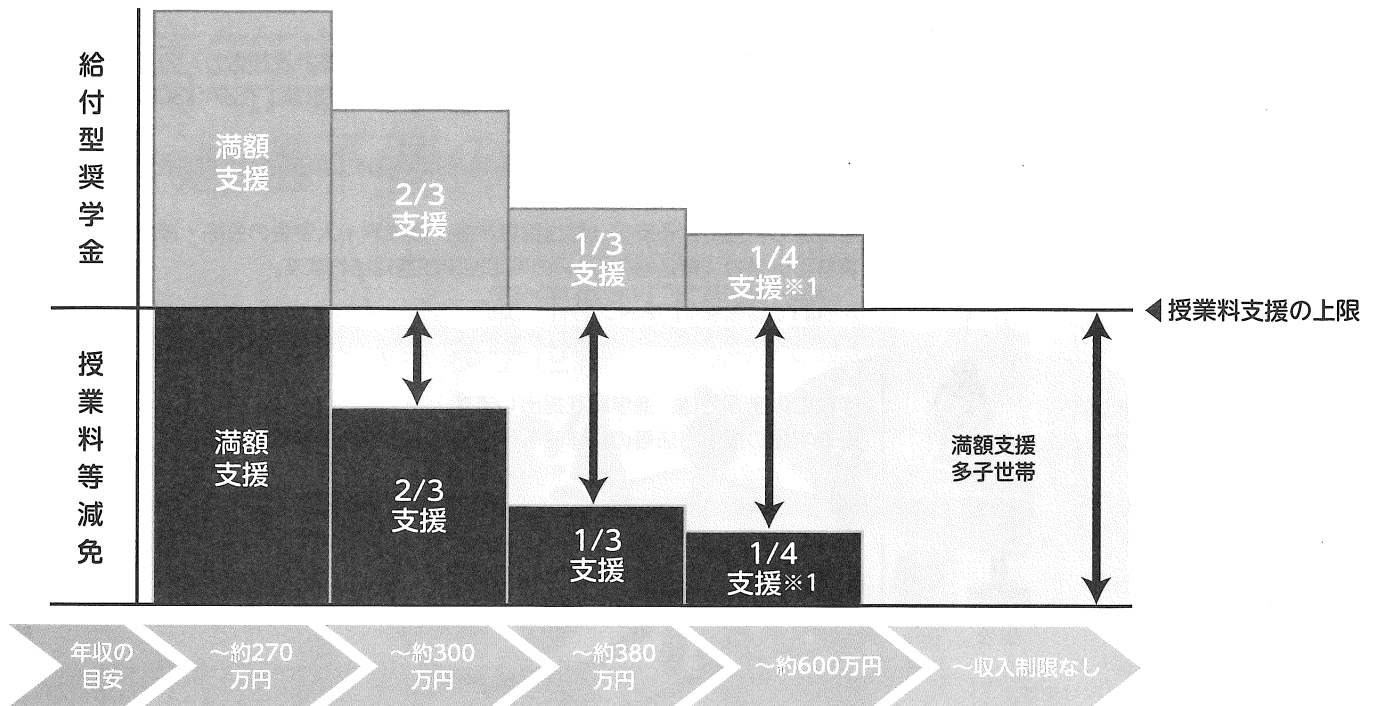 給付型奨学金
満額
支援
2/3
支援
1/3
支援
1/4
支援※1
授業料支援の上限
授業料等減免
満額
支援
2/3
支援
1/3
支援
1/4
支援※1
満額支援
多子世帯
年収の
目安
～約270
万円
～約300
万円
～約380
万円
～約600万円
～収入制限なし